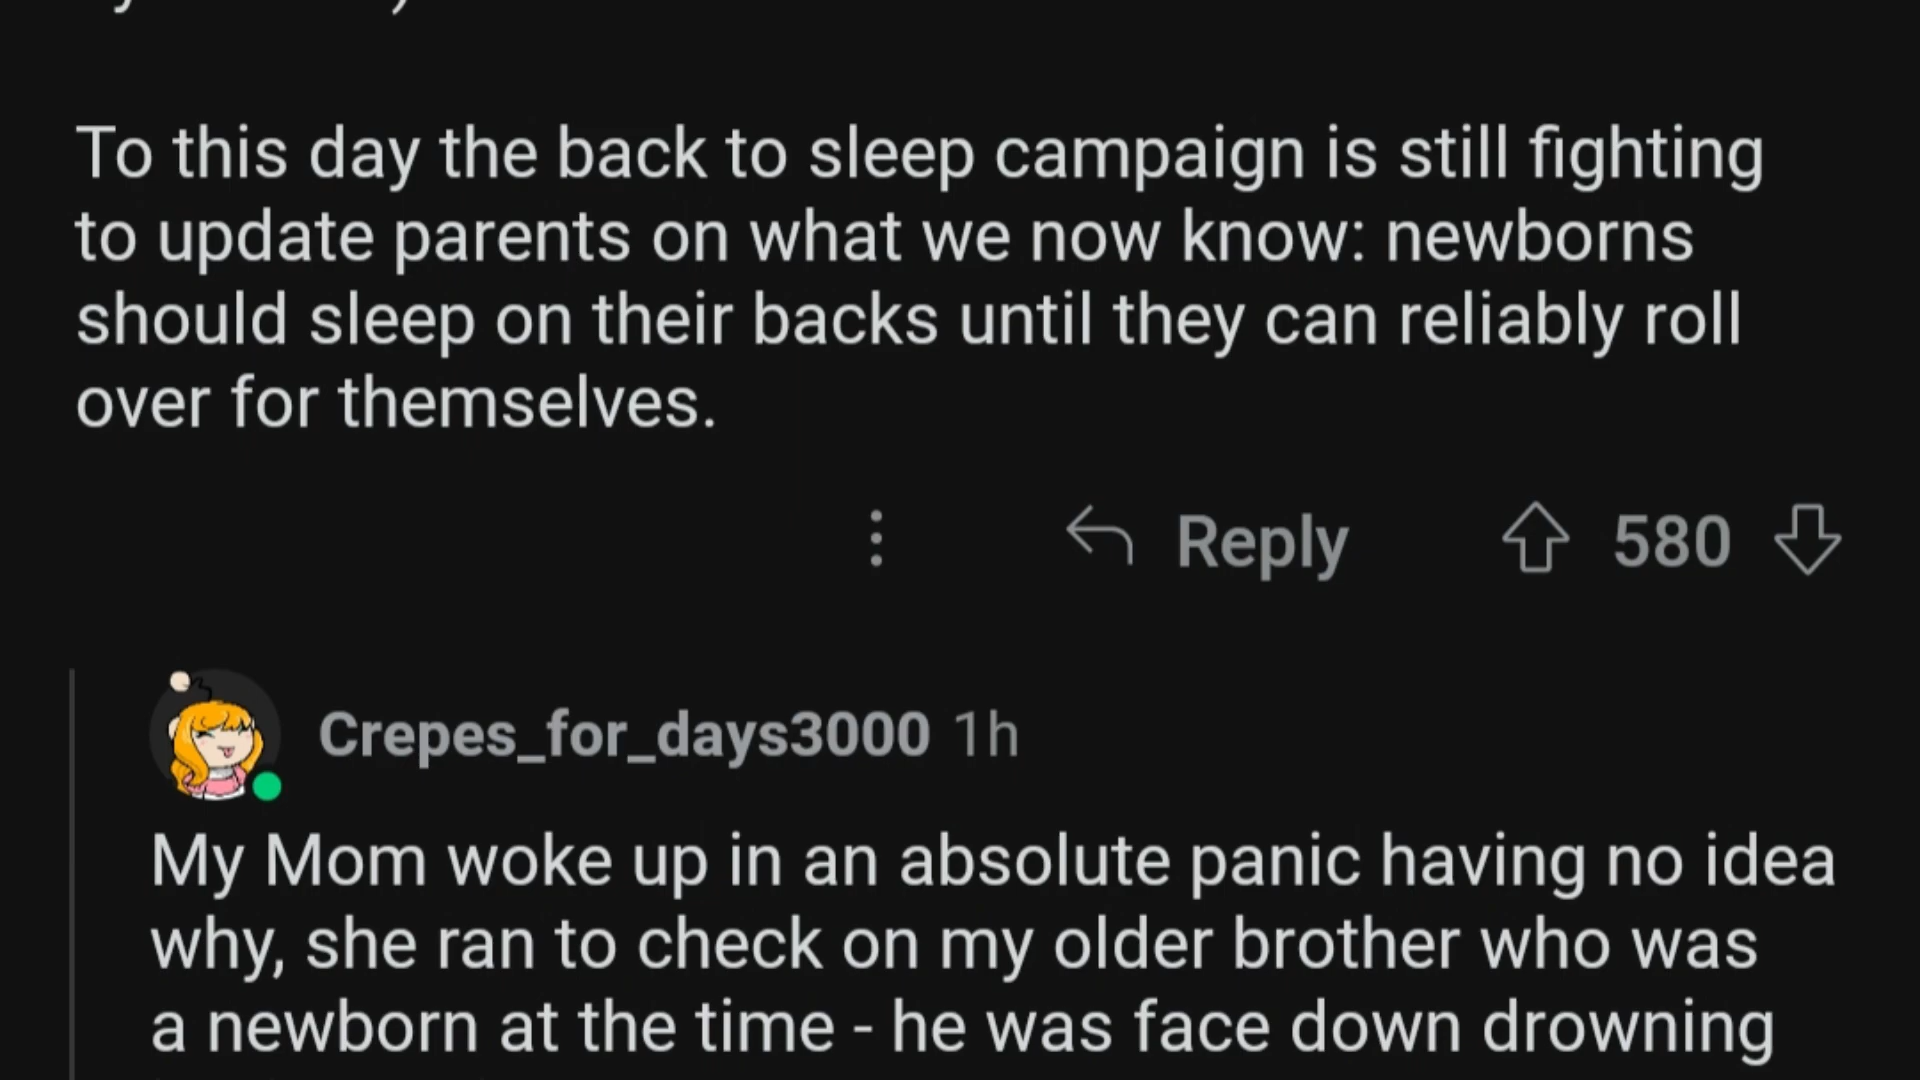 To this day the back to sleep campaign is still fighting
to update parents on what we now know: newborns
should sleep on their backs until they can reliably roll
over for themselves.
Reply 580
Crepes_for_days3000 1h
My Mom woke up in an absolute panic having no idea
why, she ran to check on my older brother who was
a newborn at the time - he was face down drowning